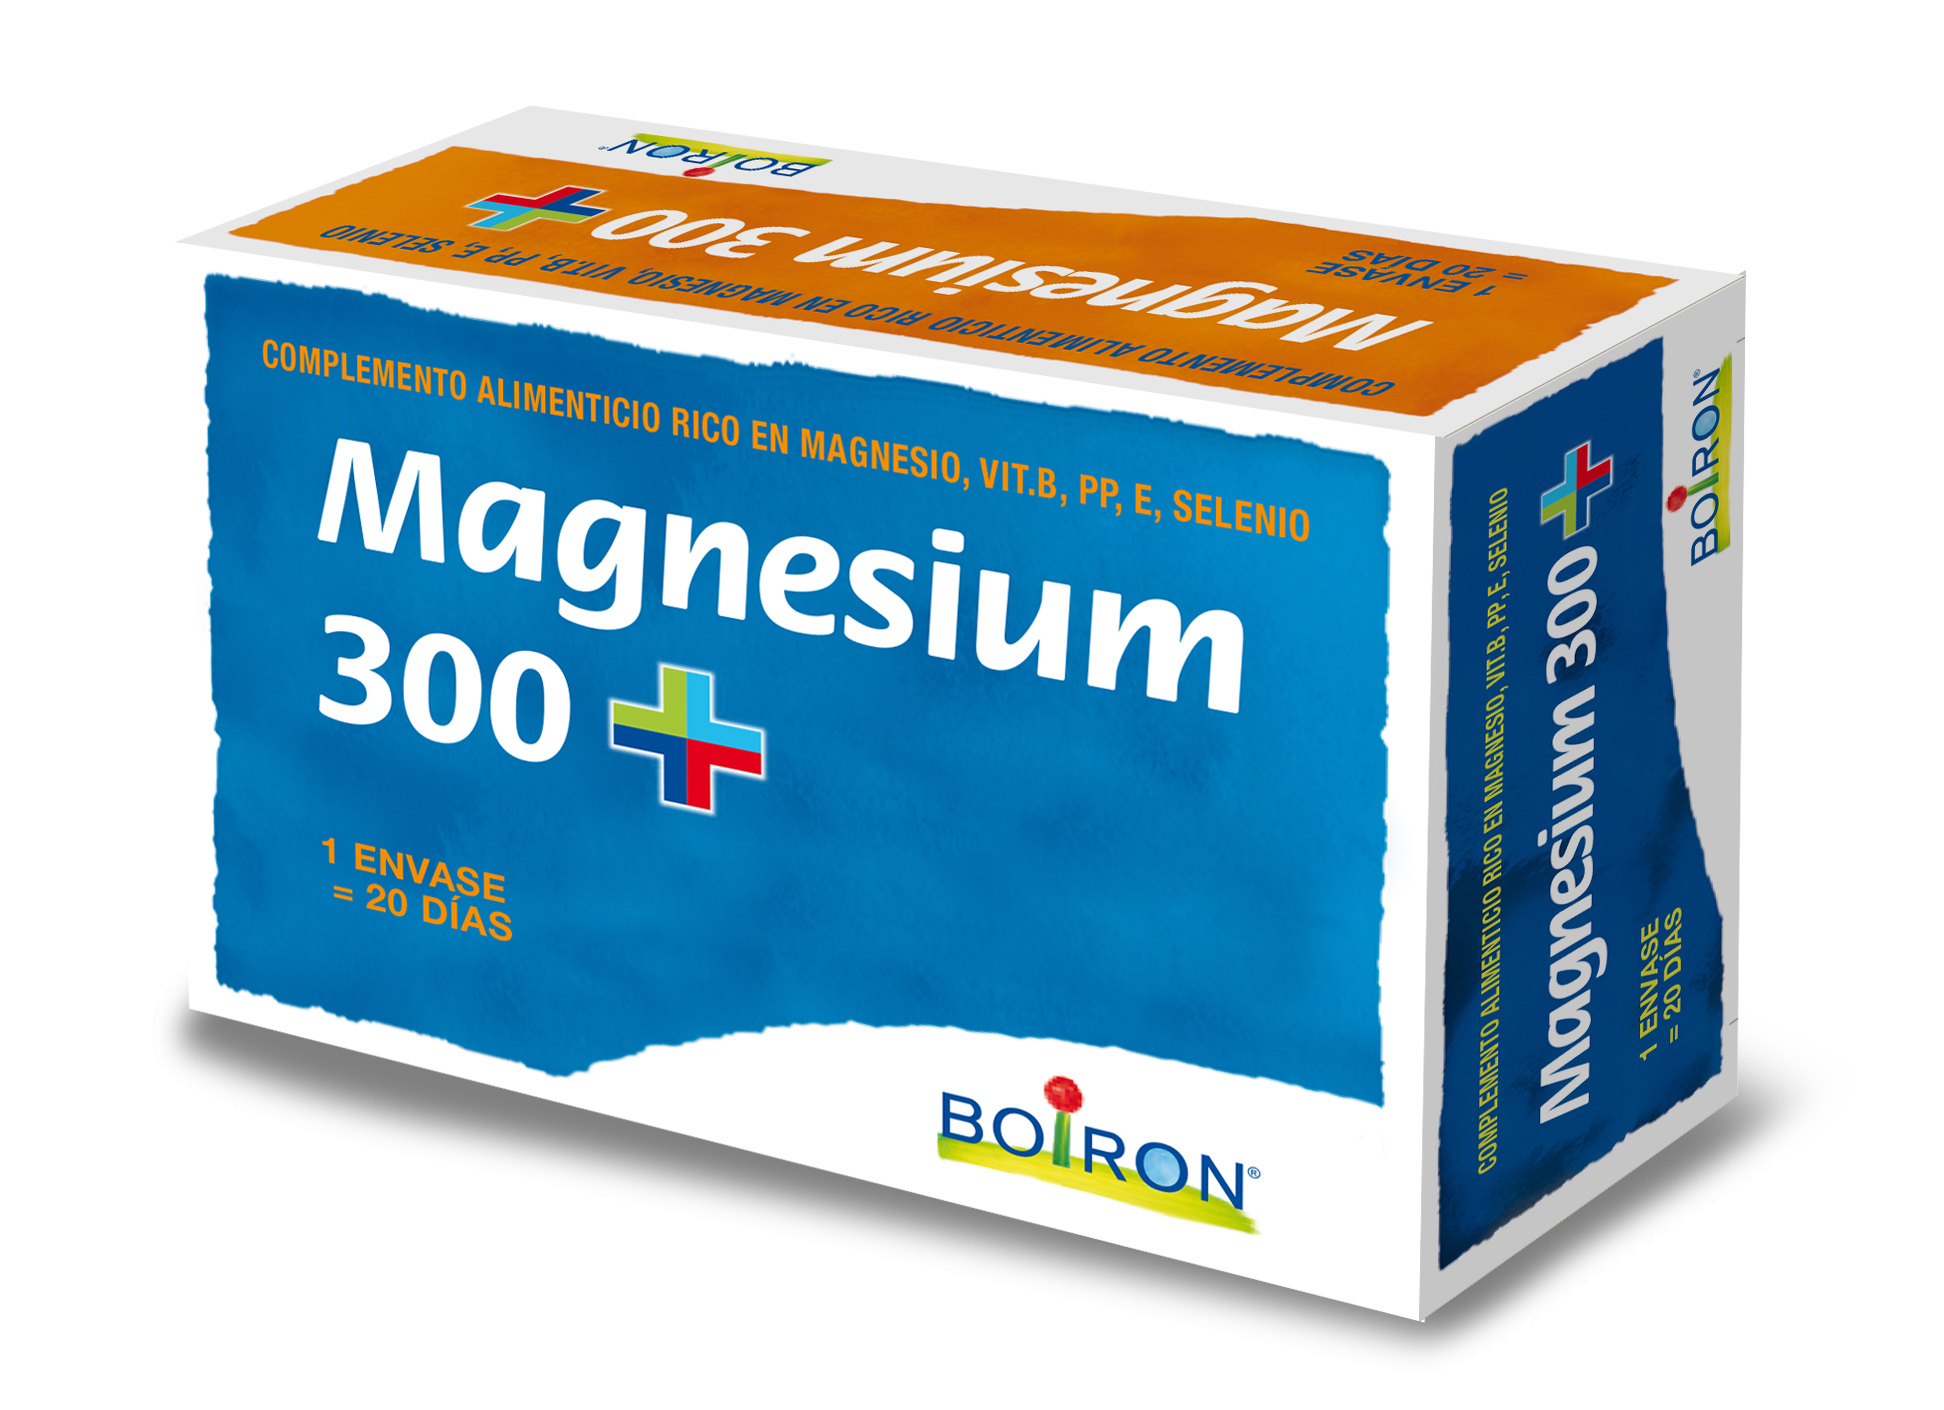 BOIRON®
Magnesium 300
COMPLEMENTO ALIMENTICIO RICO EN MAGNESIO, VIT.B, PP, E, SELENIO
1 ENVASE
= 20 DÍAS
COMPLEMENTO ALIMENTICIO RICO EN MAGNESIO, VIT.B, PP, E, SELENIO
Magnesium
300
1 ENVASE
= 20 DÍAS
BOIRON®
COMPLEMENTO ALIMENTICIO RICO EN MAGNESIO, VIT.B, PP, E, SELENIO
Magnesium 300
1 ENVASE
= 20 DÍAS
BOIRON®